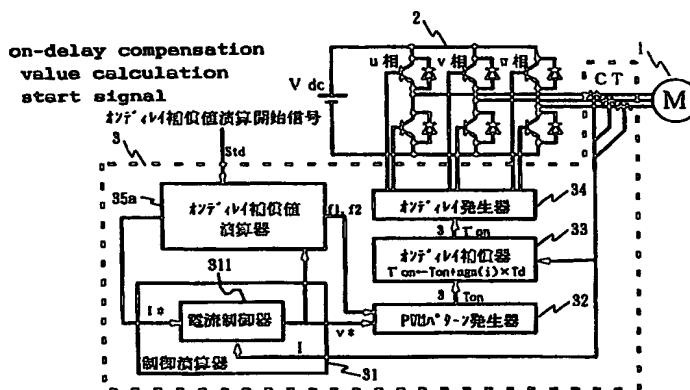 on-delay compensation
value calculation
start signal
オンディレイ補償値演算開始信号
Std
3
2
1
u相
v相
w相
V dc
CT
M
35a
オンディレイ補償値
演算器
f1, f2
オンディレイ発生器
34
3
T'on
オンディレイ補償器
T'on←Ton+sgn(i)×Td
33
3
Ton
PWMパターン発生器
32
311
I*
電流制御器
v*
I
制御演算器
31